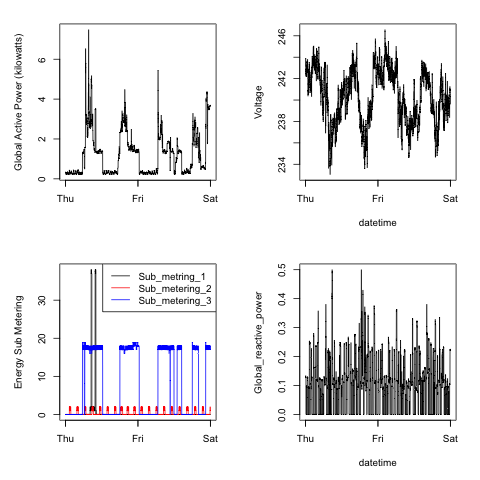 Global Active Power (kilowatts)
0 2 4 6
Thu Fri Sat
Voltage
234 238 242 246
Thu Fri Sat
datetime
Energy Sub Metering
0 10 20 30
Sub_metring_1
Sub_metering_2
Sub_metering_3
Thu Fri Sat
Global_reactive_power
0.0 0.1 0.2 0.3 0.4 0.5
Thu Fri Sat
datetime